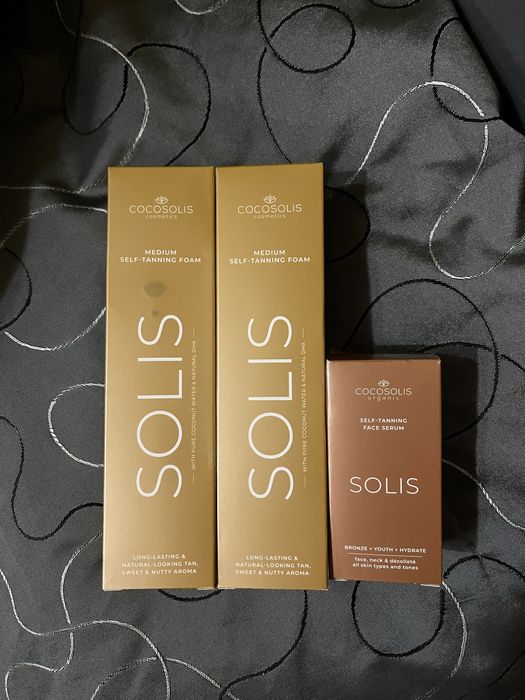 COCOSOLIS
cosmetics
MEDIUM
SELF-TANNING FOAM
SOLIS
WITH PURE COCONUT WATER & NATURAL DHA
LONG-LASTING &
NATURAL-LOOKING TAN,
SWEET & NUTTY AROMA
COCOSOLIS
cosmetics
MEDIUM
SELF-TANNING FOAM
SOLIS
WITH PURE COCONUT WATER & NATURAL DHA
LONG-LASTING &
NATURAL-LOOKING TAN,
SWEET & NUTTY AROMA
COCOSOLIS
organic
SELF-TANNING
FACE SERUM
SOLIS
BRONZE + YOUTH + HYDRATE
face, neck & décolleté
all skin types and tones